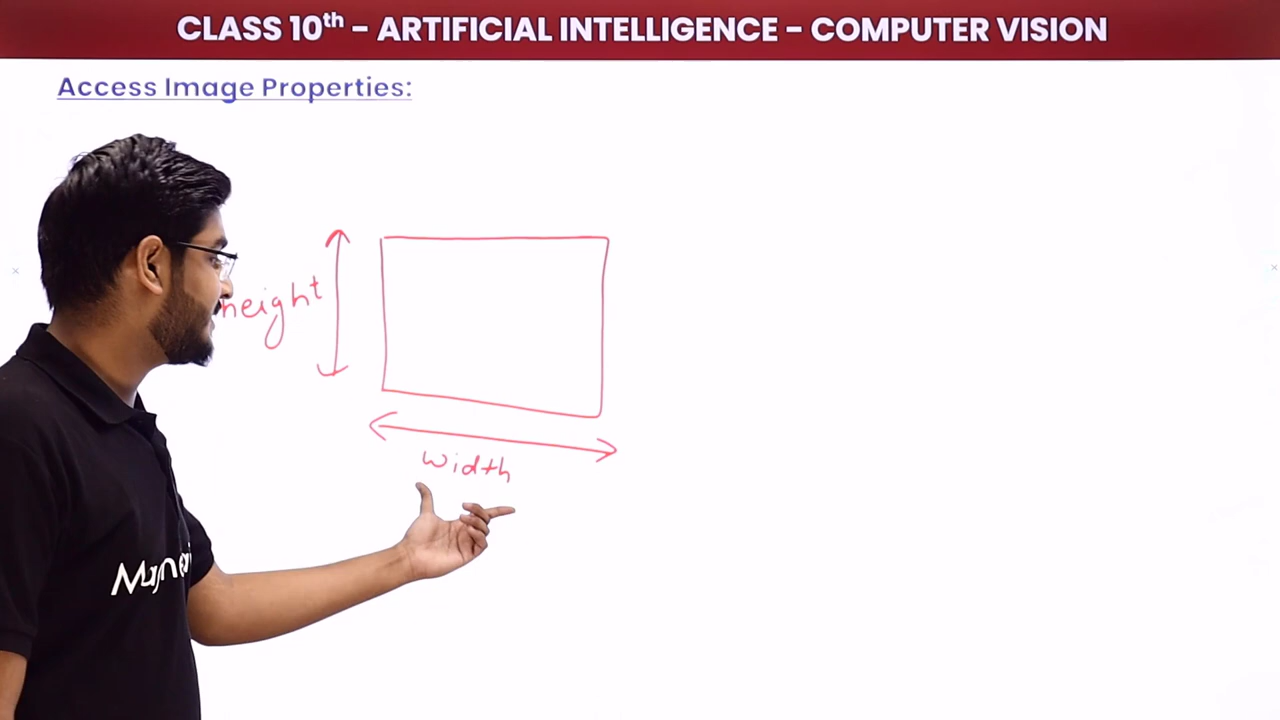 CLASS 10th – ARTIFICIAL INTELLIGENCE – COMPUTER VISION
Access Image Properties:
height
width